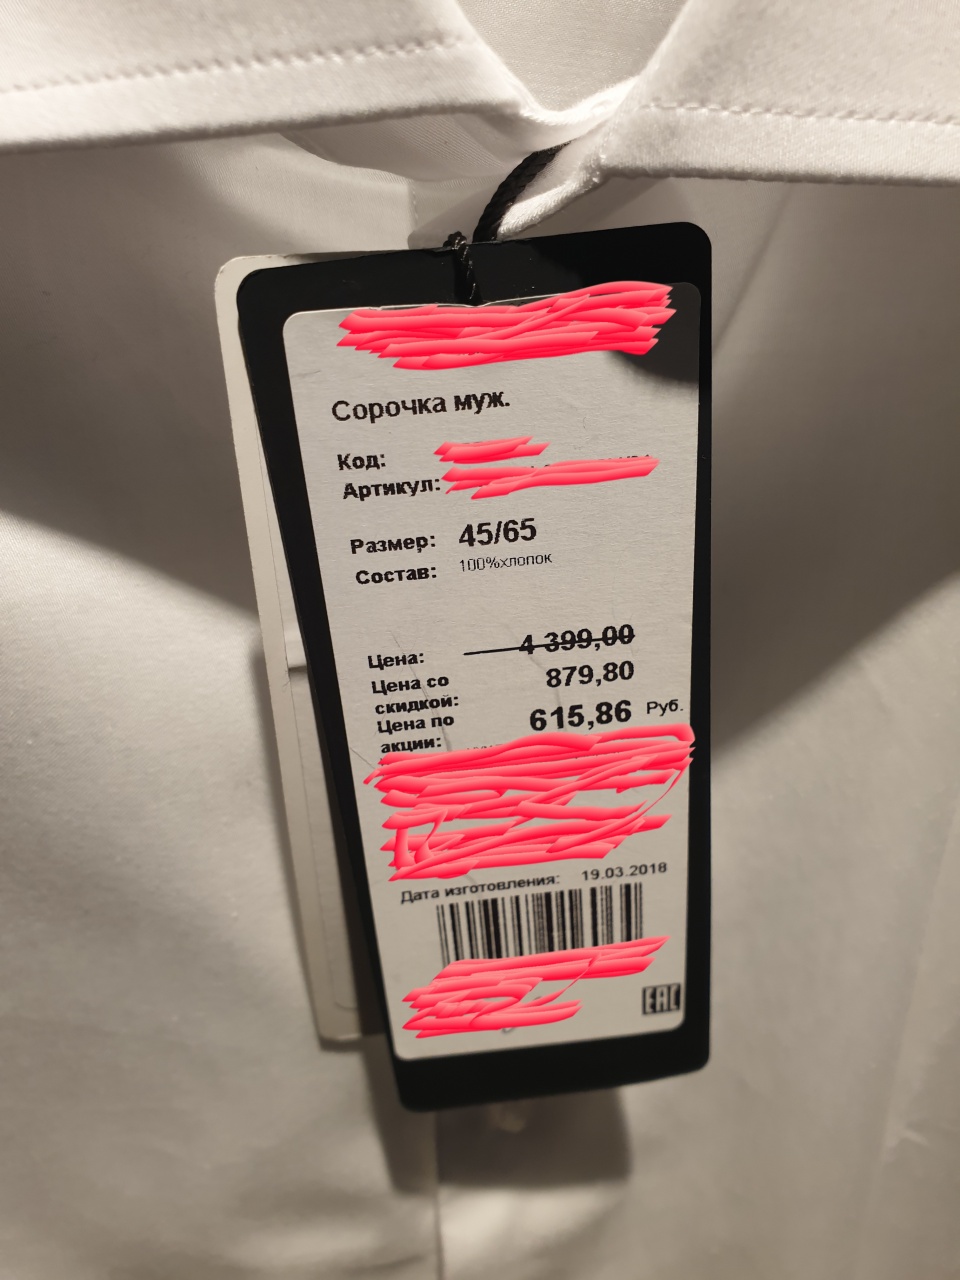 Сорочка муж.
Код:
Артикул:
Размер: 45/65
Состав: 100%хлопок
Цена: 4 399,00
Цена со скидкой: 879,80
Цена по акции: 615,86 Руб.
Дата изготовления: 19.03.2018
EAC